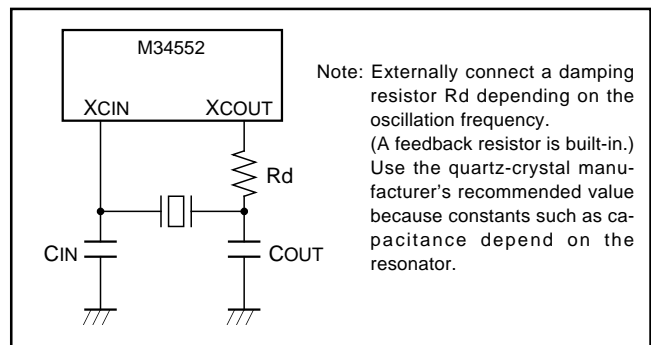 M34552
XCIN XCOUT
Rd
CIN COUT
Note: Externally connect a damping
resistor Rd depending on the
oscillation frequency.
(A feedback resistor is built-in.)
Use the quartz-crystal manu-
facturer's recommended value
because constants such as ca-
pacitance depend on the
resonator.